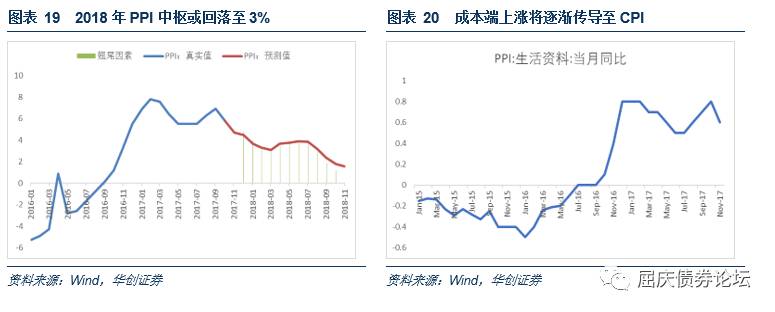 图表 19 2018 年 PPI 中枢或回落至 3%
翘尾因素 PPI：真实值 PPI：预测值
10
8
6
4
2
0
-2
-4
-6
2016-01
2016-03
2016-05
2016-07
2016-09
2016-11
2017-01
2017-03
2017-05
2017-07
2017-09
2017-11
2018-01
2018-03
2018-05
2018-07
2018-09
2018-11
资料来源：Wind，华创证券
图表 20 成本端上涨将逐渐传导至 CPI
PPI:生活资料:当月同比
1
0.8
0.6
0.4
0.2
0
-0.2
-0.4
-0.6
Jan-15
Mar-15
May-15
Jul-15
Sep-15
Nov-15
Jan-16
Mar-16
May-16
Jul-16
Sep-16
Nov-16
Jan-17
Mar-17
May-17
Jul-17
Sep-17
Nov-17
资料来源：Wind，华创证券
屈庆债券论坛